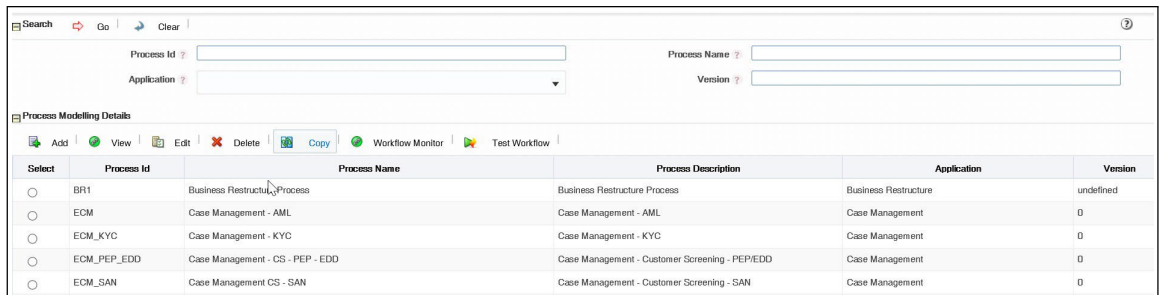 Search Go Clear
Process Id ? Process Name ?
Application ? Version ?
Process Modelling Details
Add View Edit Delete Copy Workflow Monitor Test Workflow
Select Process Id Process Name Process Description Application Version
BR1 Business Restructure Process Business Restructure Process Business Restructure undefined
ECM Case Management - AML Case Management - AML Case Management 0
ECM_KYC Case Management - KYC Case Management - KYC Case Management 0
ECM_PEP_EDD Case Management - CS - PEP - EDD Case Management - Customer Screening - PEP/EDD Case Management 0
ECM_SAN Case Management CS - SAN Case Management - Customer Screening - SAN Case Management 0